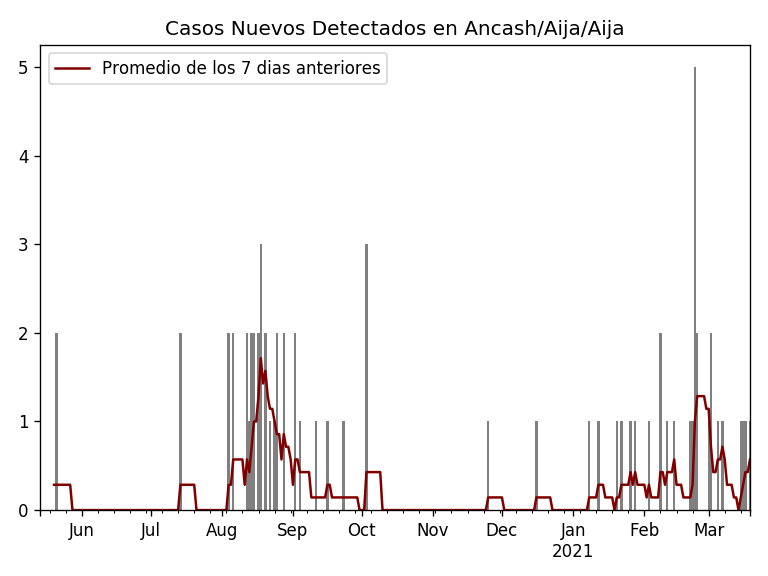 Casos Nuevos Detectados en Ancash/Aija/Aija
Promedio de los 7 dias anteriores
5
4
3
2
1
0
Jun Jul Aug Sep Oct Nov Dec Jan Feb Mar
2021